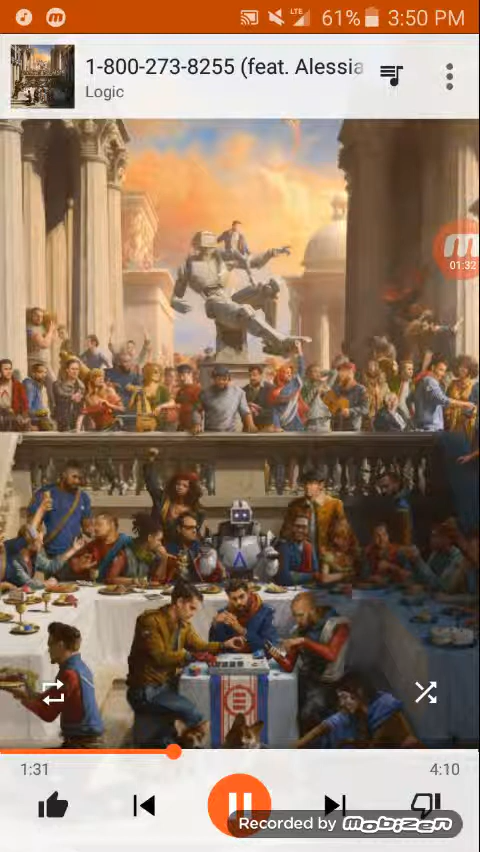 LTE 61% 3:50 PM
1-800-273-8255 (feat. Alessia
Logic
01:32
1:31
4:10
Recorded by mobizen